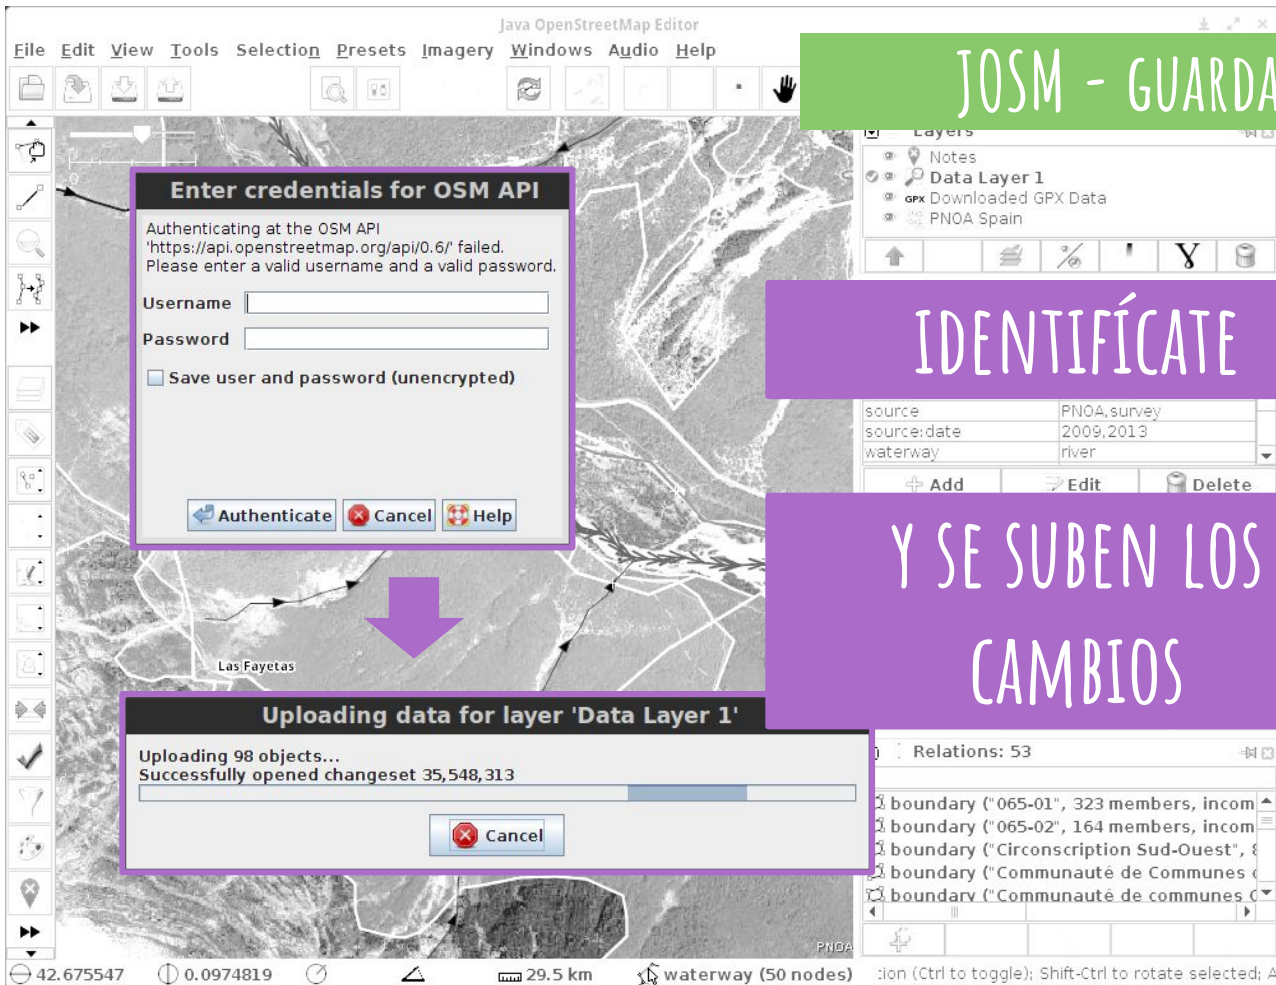 Java OpenStreetMap Editor
File Edit View Tools Selection Presets Imagery Windows Audio Help
JOSM - GUARDA
Layers
Notes
Data Layer 1
GPX Downloaded GPX Data
PNOA Spain
0
Enter credentials for OSM API
Authenticating at the OSM API
'https://api.openstreetmap.org/api/0.6/' failed.
Please enter a valid username and a valid password.
Username
Password
Save user and password (unencrypted)
Authenticate Cancel Help
IDENTIFÍCATE
source PNOA,survey
source:date 2009,2013
waterway river
Add Edit Delete
Y SE SUBEN LOS
CAMBIOS
Las Fayetas
Uploading data for layer 'Data Layer 1'
Uploading 98 objects...
Successfully opened changeset 35,548,313
Cancel
Relations: 53
boundary ("065-01", 323 members, incom
boundary ("065-02", 164 members, incom
boundary ("Circonscription Sud-Ouest", 8
boundary ("Communauté de Communes
boundary ("Communauté de communes
PNOA
42.675547 0.0974819 29.5 km waterway (50 nodes) :ion (Ctrl to toggle); Shift-Ctrl to rotate selected; A